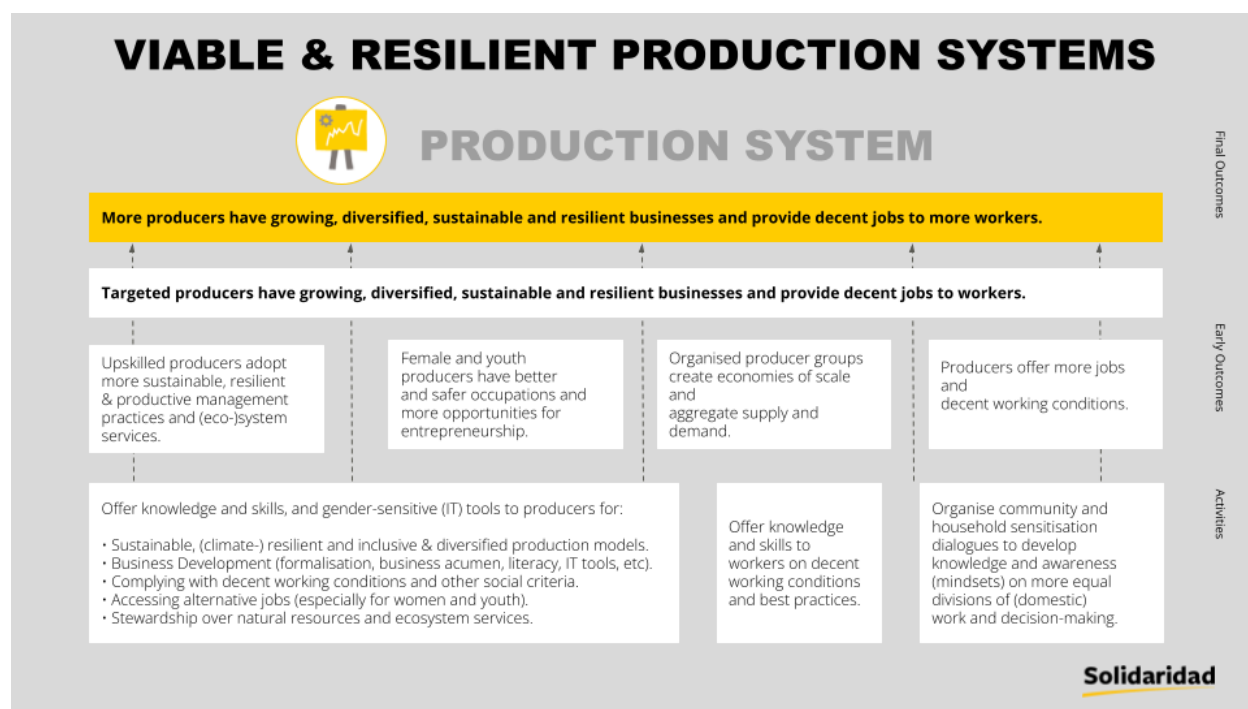 VIABLE & RESILIENT PRODUCTION SYSTEMS
PRODUCTION SYSTEM
Final Outcomes
More producers have growing, diversified, sustainable and resilient businesses and provide decent jobs to more workers.
Targeted producers have growing, diversified, sustainable and resilient businesses and provide decent jobs to workers.
Early Outcomes
Upskilled producers adopt
more sustainable, resilient
& productive management
practices and (eco-)system
services.
Female and youth
producers have better
and safer occupations and
more opportunities for
entrepreneurship.
Organised producer groups
create economies of scale
and
aggregate supply and
demand.
Producers offer more jobs
and
decent working conditions.
Activities
Offer knowledge and skills, and gender-sensitive (IT) tools to producers for:
• Sustainable, (climate-) resilient and inclusive & diversified production models.
• Business Development (formalisation, business acumen, literacy, IT tools, etc).
• Complying with decent working conditions and other social criteria.
• Accessing alternative jobs (especially for women and youth).
• Stewardship over natural resources and ecosystem services.
Offer knowledge
and skills to
workers on decent
working conditions
and best practices.
Organise community and
household sensitisation
dialogues to develop
knowledge and awareness
(mindsets) on more equal
divisions of (domestic)
work and decision-making.
Solidaridad